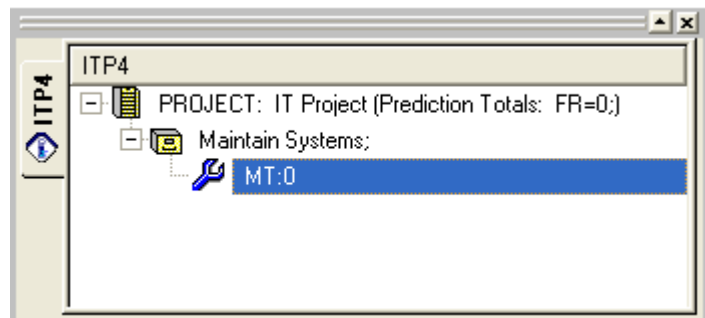 ITP4
ITP4
PROJECT: IT Project (Prediction Totals: FR=0;)
Maintain Systems;
MT:0